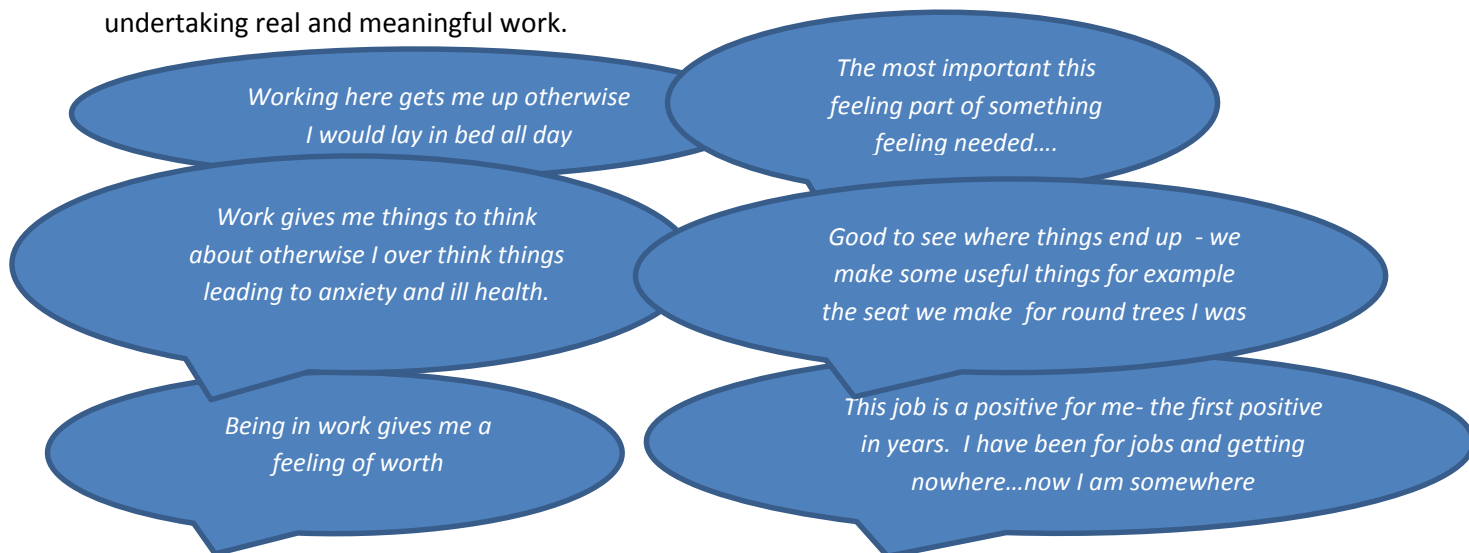 undertaking real and meaningful work.
Working here gets me up otherwise
I would lay in bed all day
The most important this
feeling part of something
feeling needed….
Work gives me things to think
about otherwise I over think things
leading to anxiety and ill health.
Good to see where things end up  - we
make some useful things for example
the seat we make  for round trees I was
Being in work gives me a
feeling of worth
This job is a positive for me- the first positive
in years.  I have been for jobs and getting
nowhere…now I am somewhere